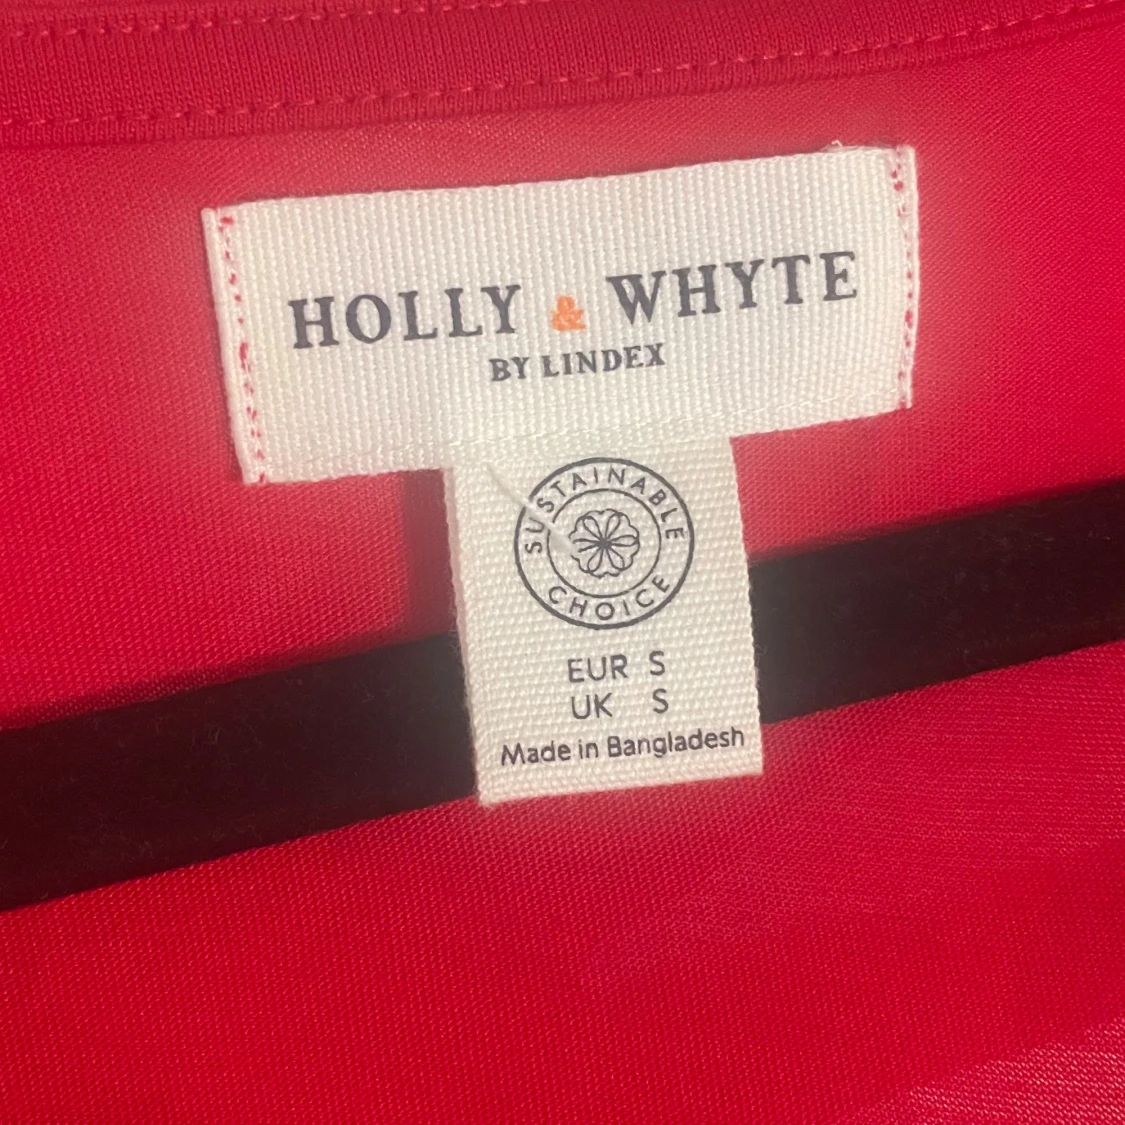 HOLLY & WHYTE
BY LINDEX
SUSTAINABLE
CHOICE
EUR S
UK S
Made in Bangladesh